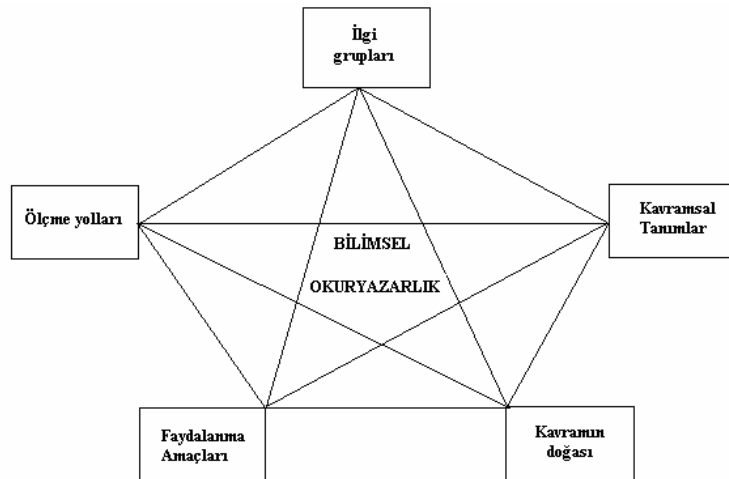 İlgi
grupları
Ölçme yolları
Kavramsal
Tanımlar
BİLİMSEL
OKURYAZARLIK
Faydalanma
Amaçları
Kavramın
doğası